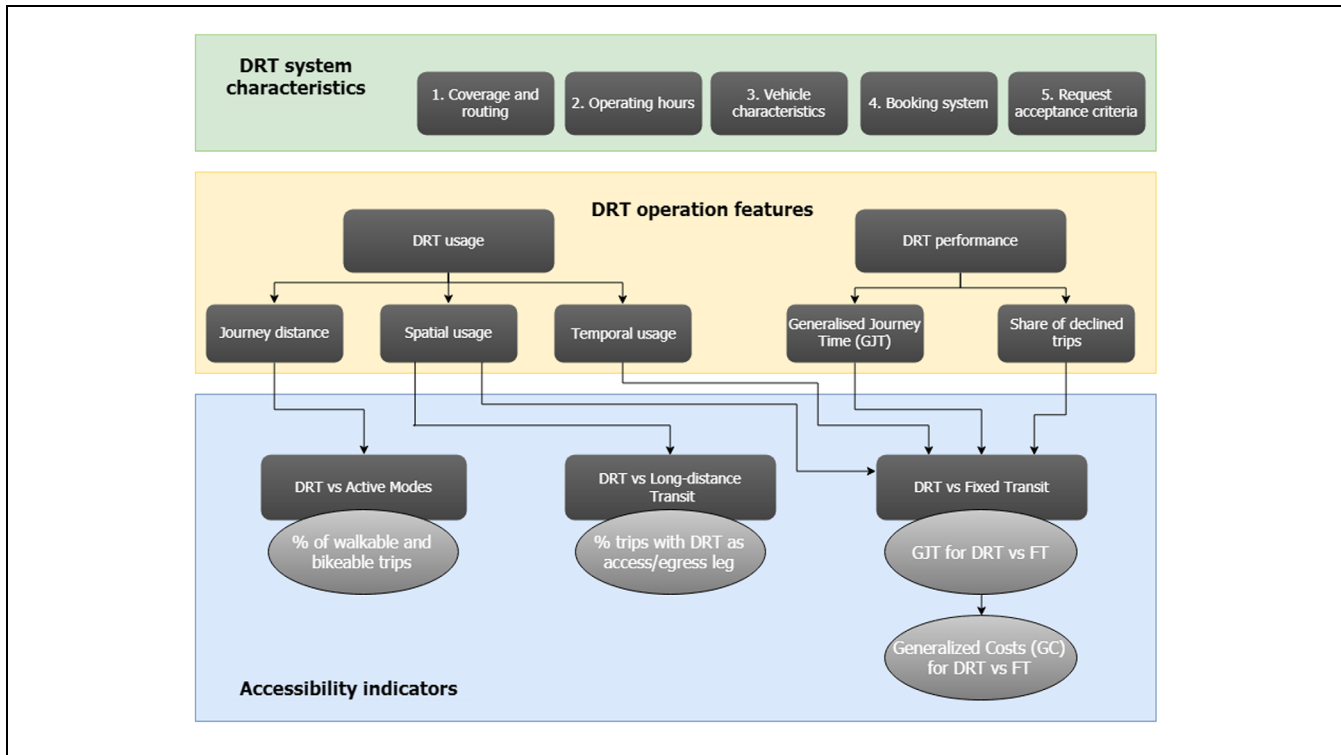 DRT system
characteristics
1. Coverage and
routing
2. Operating hours
3. Vehicle
characteristics
4. Booking system
5. Request
acceptance criteria
DRT operation features
DRT usage
DRT performance
Journey distance
Spatial usage
Temporal usage
Generalised Journey
Time (GJT)
Share of declined
trips
DRT vs Active Modes
DRT vs Long-distance
Transit
DRT vs Fixed Transit
% of walkable and
bikeable trips
% trips with DRT as
access/egress leg
GJT for DRT vs FT
Generalized Costs (GC)
for DRT vs FT
Accessibility indicators